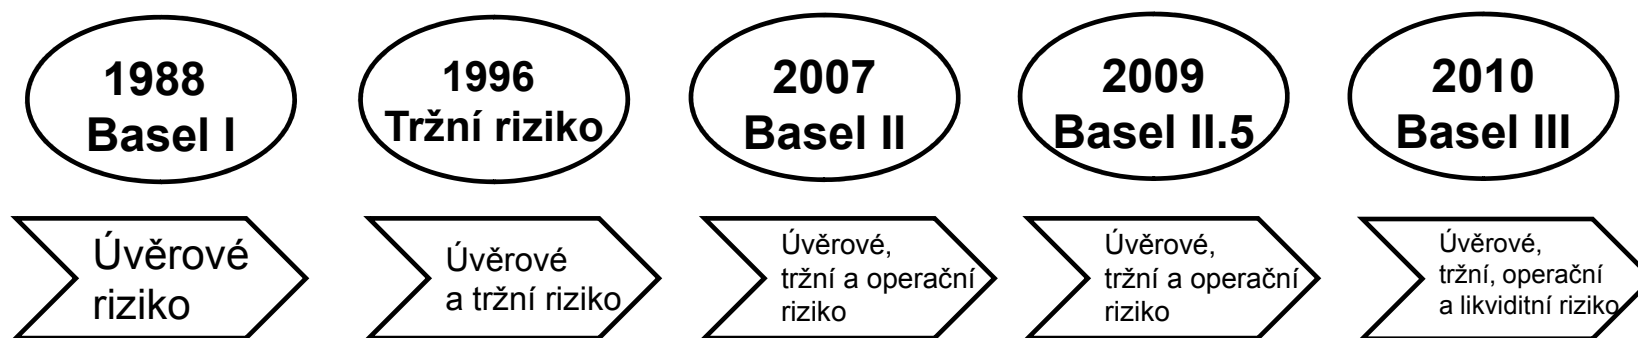 1988
Basel I
1996
Tržní riziko
2007
Basel II
2009
Basel II.5
2010
Basel III
Úvěrové
riziko
Úvěrové
a tržní riziko
Úvěrové,
tržní a operační
riziko
Úvěrové,
tržní a operační
riziko
Úvěrové,
tržní, operační
a likviditní riziko